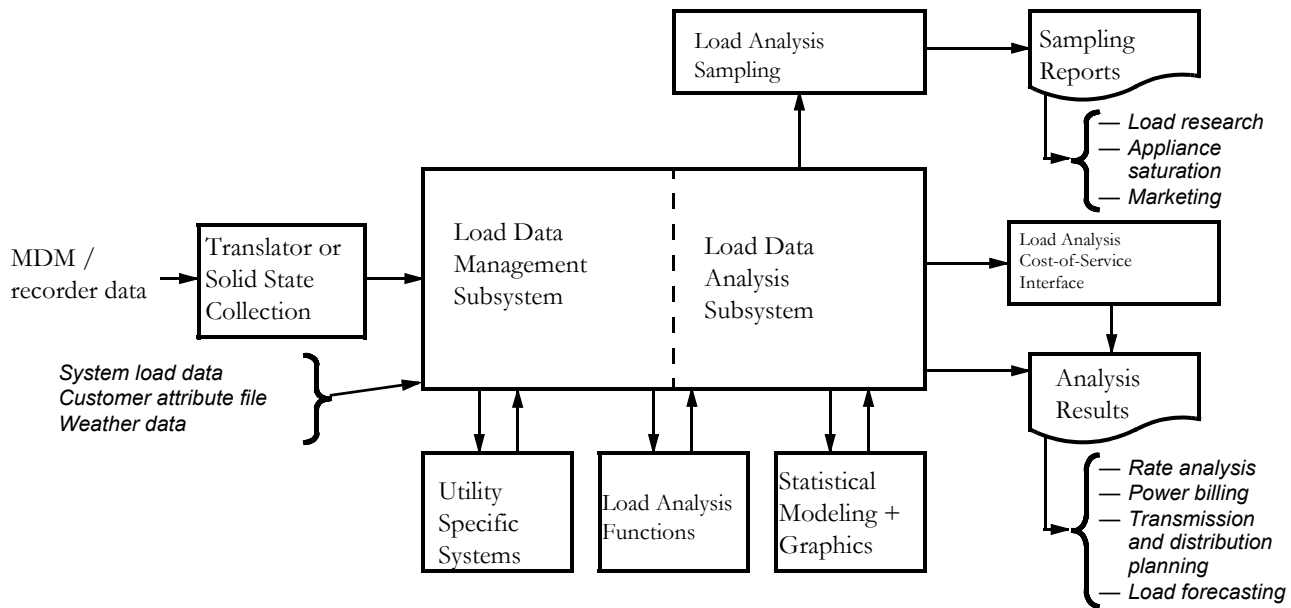 Load Analysis
Sampling
Sampling
Reports
— Load research
— Appliance
saturation
— Marketing
MDM /
recorder data
Translator or
Solid State
Collection
Load Data
Management
Subsystem
Load Data
Analysis
Subsystem
Load Analysis
Cost-of-Service
Interface
System load data
Customer attribute file
Weather data
Analysis
Results
Utility
Specific
Systems
Load Analysis
Functions
Statistical
Modeling +
Graphics
— Rate analysis
— Power billing
— Transmission
and distribution
planning
— Load forecasting